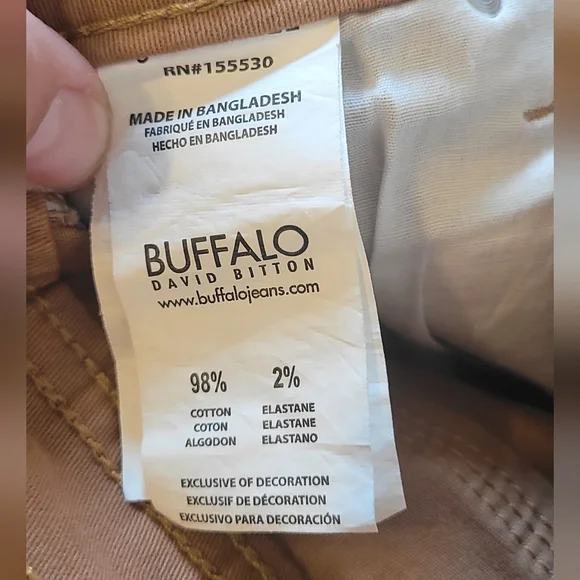 RN#155530
MADE IN BANGLADESH
FABRIQUÉ EN BANGLADESH
HECHO EN BANGLADESH
BUFFALO
DAVID BITTON
www.buffalojeans.com
98% 2%
COTTON ELASTANE
COTON ELASTANE
ALGODON ELASTANO
EXCLUSIVE OF DECORATION
EXCLUSIF DE DÉCORATION
EXCLUSIVO PARA DECORACIÓN